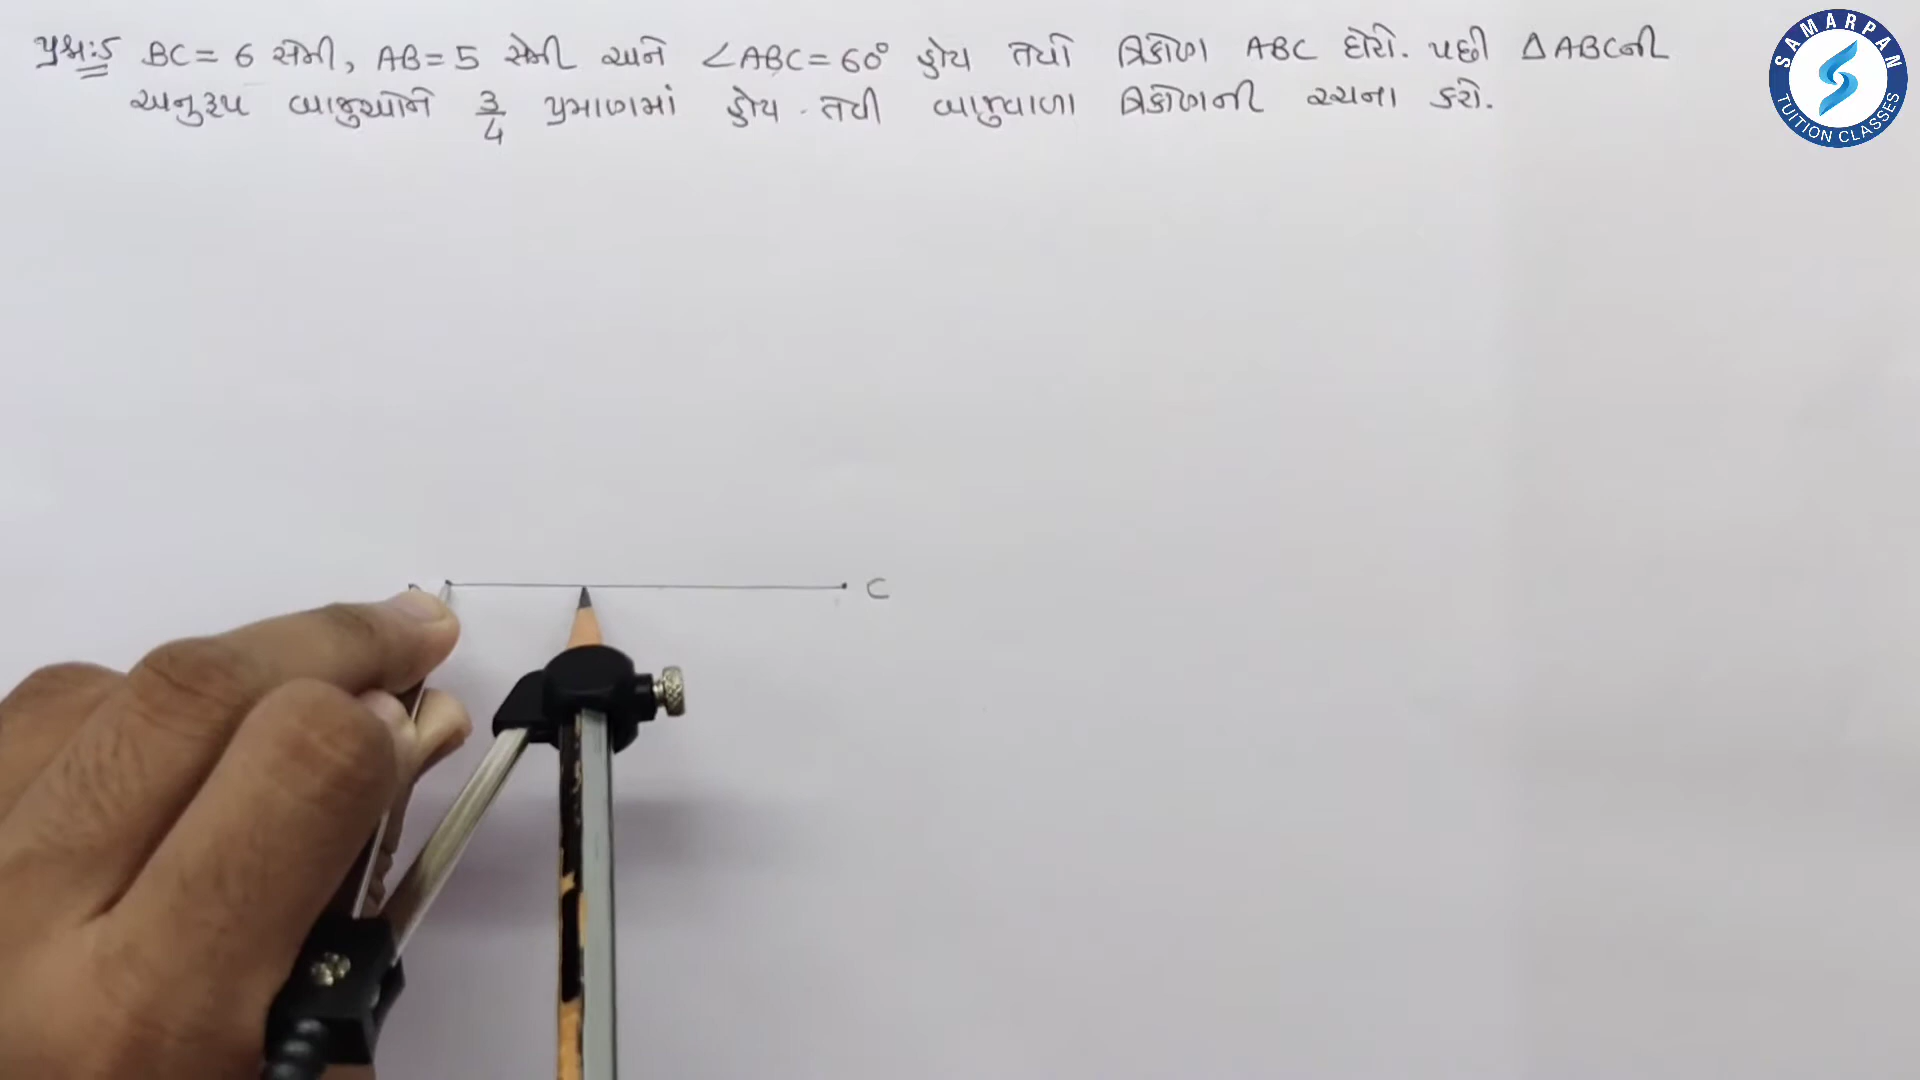 પ્રશ્ન:5 BC = 6 સેમી, AB = 5 સેમી અને ∠ABC = 60° હોય તેવો ત્રિકોણ ABC દોરો. પછી △ABCની
અનુરૂપ બાજુઓને 3/4 પ્રમાણમાં હોય તેવી બાજુવાળા ત્રિકોણની રચના કરો.
SAMARPAN
TUITION CLASSES
C